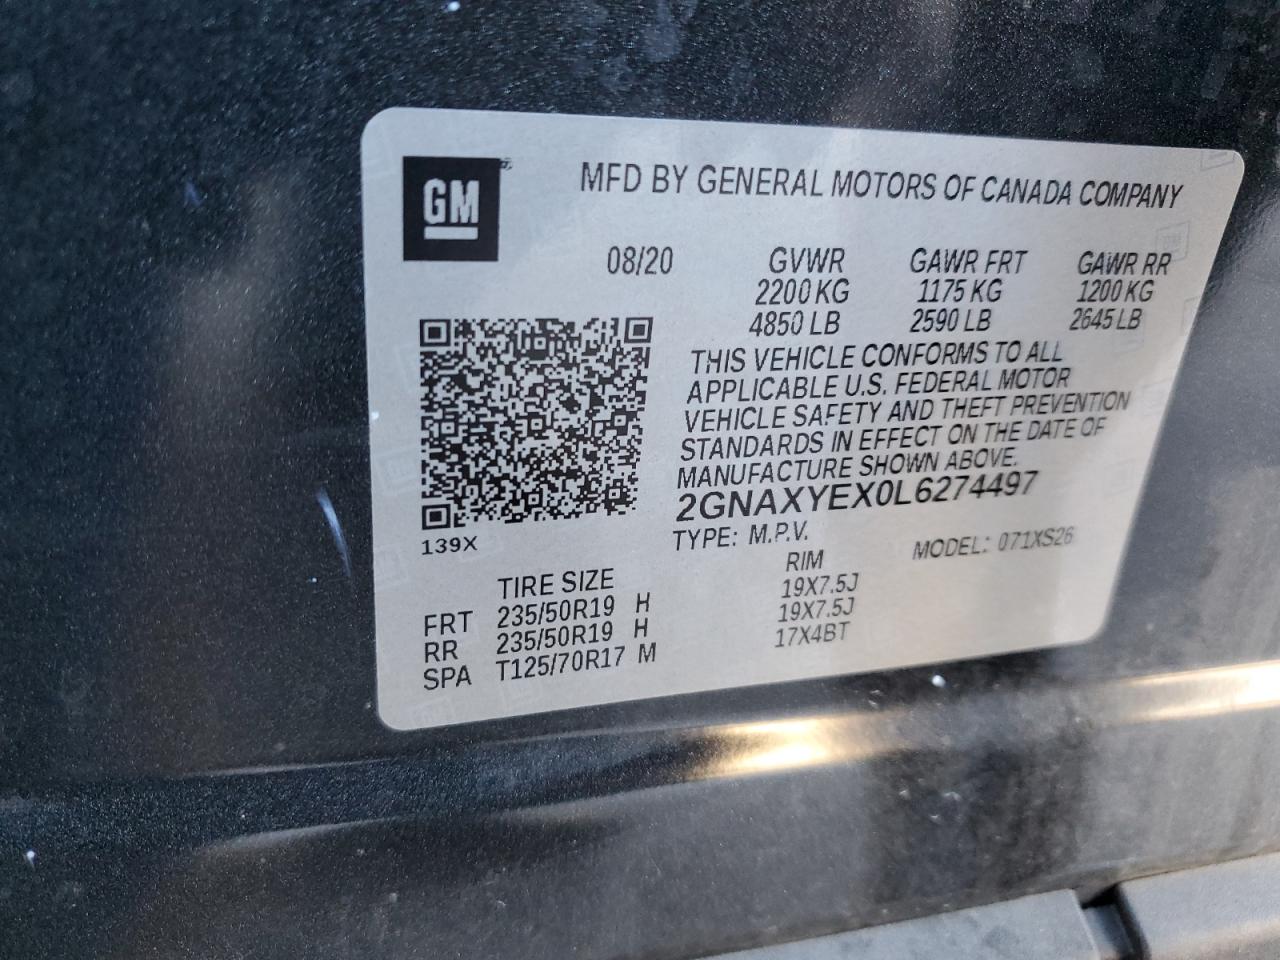 GM
MFD BY GENERAL MOTORS OF CANADA COMPANY
08/20 GVWR GAWR FRT GAWR RR
2200 KG 1175 KG 1200 KG
4850 LB 2590 LB 2645 LB
THIS VEHICLE CONFORMS TO ALL
APPLICABLE U.S. FEDERAL MOTOR
VEHICLE SAFETY AND THEFT PREVENTION
STANDARDS IN EFFECT ON THE DATE OF
MANUFACTURE SHOWN ABOVE.
2GNAXYEX0L6274497
139X
TYPE: M.P.V. MODEL: 071XS26
TIRE SIZE RIM
FRT 235/50R19 H 19X7.5J
RR 235/50R19 H 19X7.5J
SPA T125/70R17 M 17X4BT